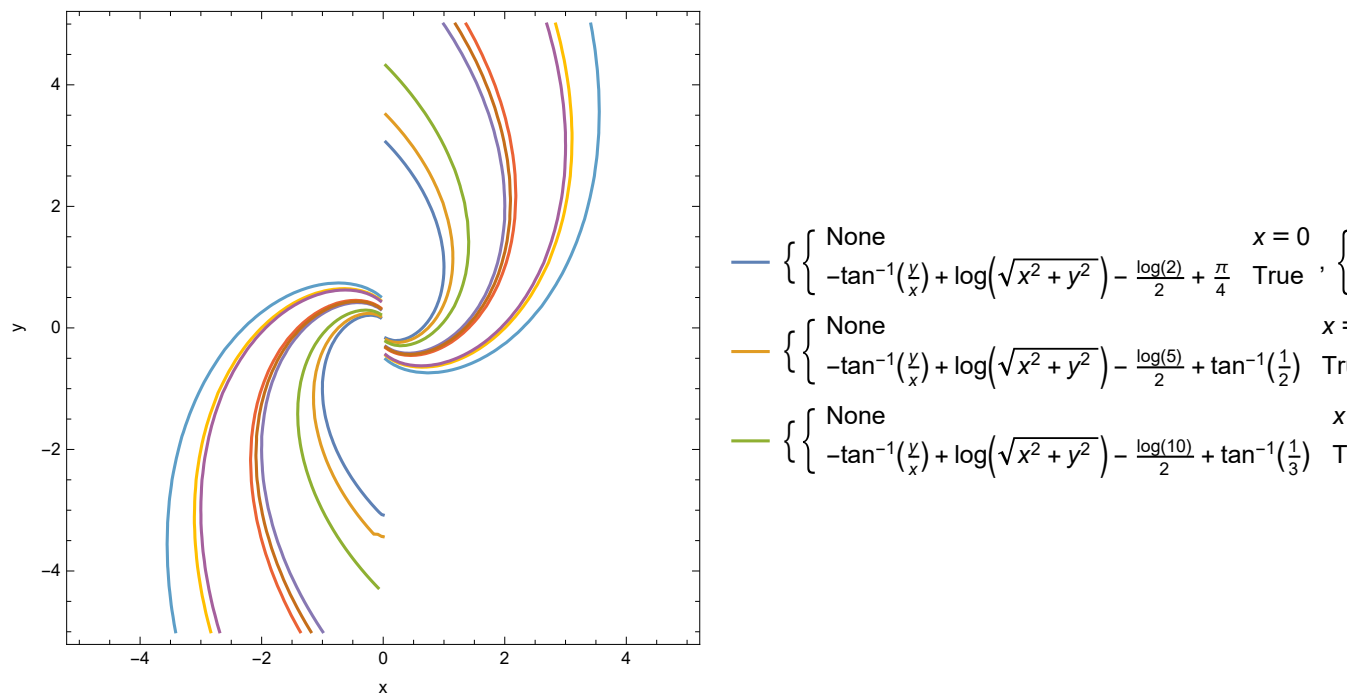 4
2
0
−2
−4
y
−4
−2
0
2
4
x
{ { None x = 0
−tan⁻¹(y/x) + log(√(x² + y²)) − log(2)/2 + π/4 True , {
{ { None x =
−tan⁻¹(y/x) + log(√(x² + y²)) − log(5)/2 + tan⁻¹(1/2)
{ { None x
−tan⁻¹(y/x) + log(√(x² + y²)) − log(10)/2 + tan⁻¹(1/3)